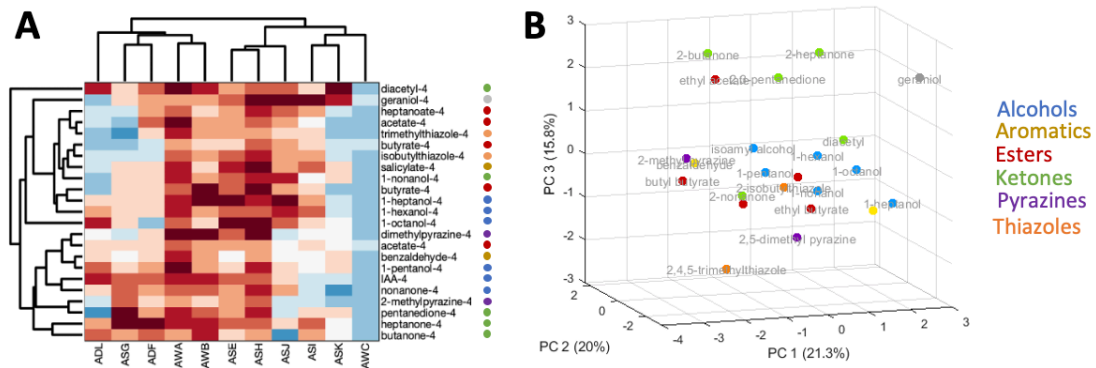 A
diacetyl-4
geraniol-4
heptanoate-4
acetate-4
trimethylthiazole-4
butyrate-4
isobutylthiazole-4
salicylate-4
1-nonanol-4
butyrate-4
1-heptanol-4
1-hexanol-4
1-octanol-4
dimethylpyrazine-4
acetate-4
benzaldehyde-4
1-pentanol-4
IAA-4
nonanone-4
2-methylpyrazine-4
pentanedione-4
heptanone-4
butanone-4
ADL ASG ADF AWA AWB ASE ASH ASJ ASI ASK AWC
B
3
2
1
0
-1
-2
-3
PC 3 (15.8%)
2-butanone
2-heptanone
ethyl acetate
geraniol
diacetyl
isoamyl alcohol
1-hexanol
2-methylpyrazine
benzaldehyde
1-pentanol
1-octanol
butyl butyrate
2-isobutylthiazole
1-nonanol
2-nonanone
ethyl butyrate
1-heptanol
2,5-dimethyl pyrazine
2,4,5-trimethylthiazole
2
0
-2
PC 2 (20%)
-4 -3 -2 -1 0 1 2 3
PC 1 (21.3%)
Alcohols
Aromatics
Esters
Ketones
Pyrazines
Thiazoles